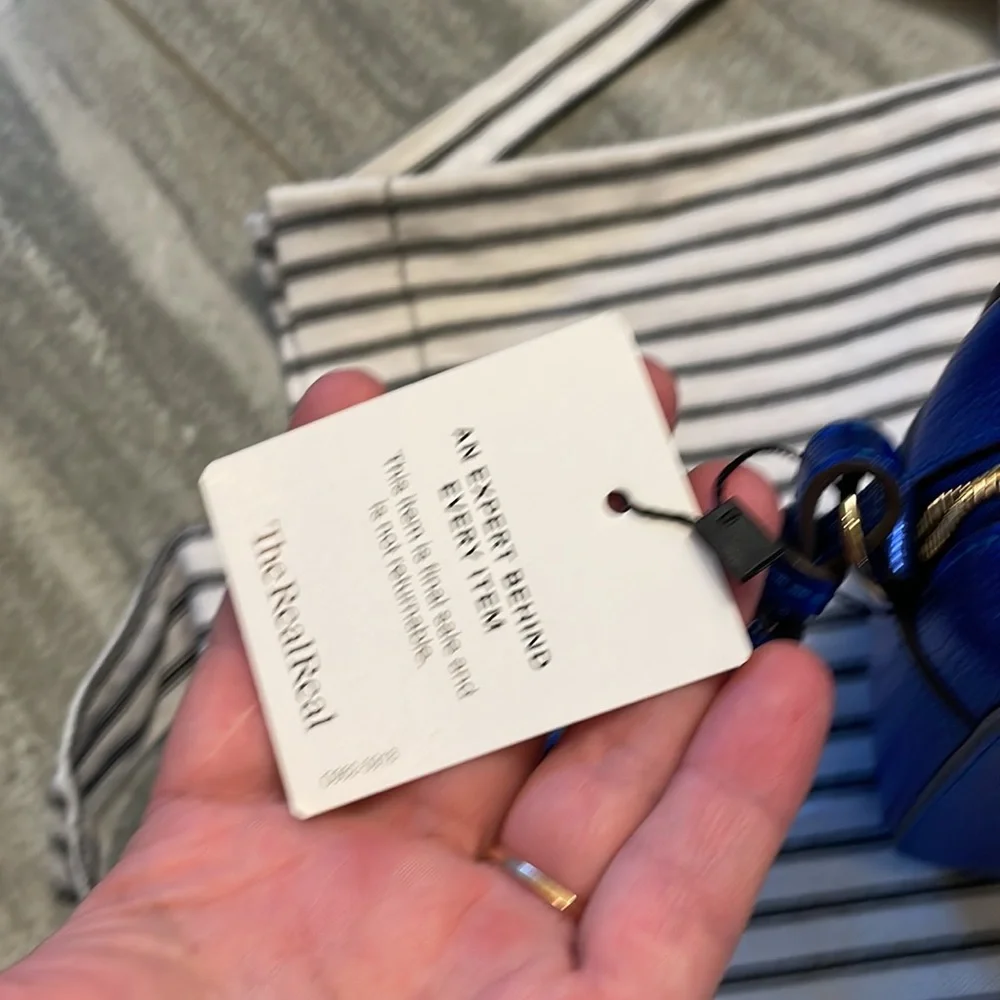 AN EXPERT BEHIND
EVERY ITEM
This item is final sale and
is not returnable.
TheRealReal